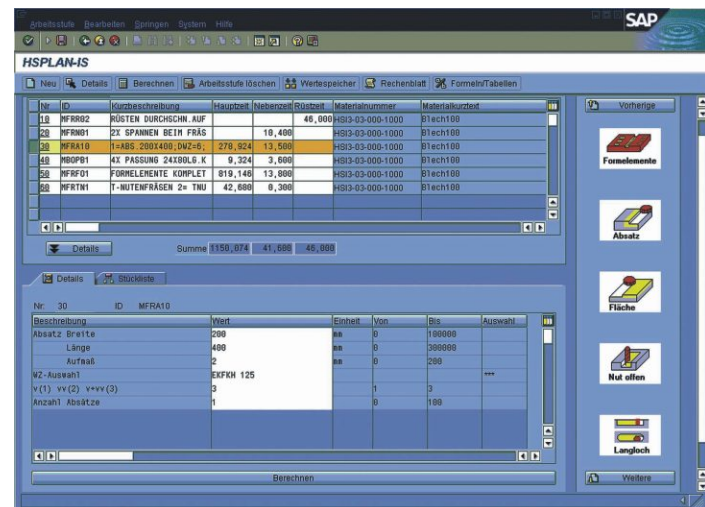 Arbeitsstufe Bearbeiten Springen System Hilfe
SAP
HSPLAN-IS
Neu Details Berechnen Arbeitsstufe löschen Wertespeicher Rechenblatt Formeln/Tabellen
Nr ID Kurzbeschreibung Hauptzeit Nebenzeit Rüstzeit Materialnummer Materialkurztext
10 MFRR02 RÜSTEN DURCHSCHN.AUF 46,000 HSI3-03-000-1000 Blech100
20 MFRN01 2X SPANNEN BEIM FRÄS 10,400 HSI3-03-000-1000 Blech100
30 MFRA10 1=ABS.200X400;DWZ=6; 278,924 13,500 HSI3-03-000-1000 Blech100
40 MBOPB1 4X PASSUNG 24X80LG.K 9,324 3,600 HSI3-03-000-1000 Blech100
50 MFRFO1 FORMELEMENTE KOMPLET 819,146 13,800 HSI3-03-000-1000 Blech100
60 MFRTN1 T-NUTENFRÄSEN 2= TNU 42,680 0,300 HSI3-03-000-1000 Blech100
Details Summe 1150,074 41,600 46,000
Details Stückliste
Nr. 30 ID MFRA10
Beschreibung Wert Einheit Von Bis Auswahl
Absatz Breite 200 mm 0 100000
Länge 400 mm 0 300000
Aufmaß 2 mm 0 200
WZ-Auswahl EKFKH 125 ***
v(1) vv(2) v+vv(3) 3 1 3
Anzahl Absätze 1 0 100
Berechnen
Vorherige
Formelemente
Absatz
Fläche
Nut offen
Langloch
Weitere